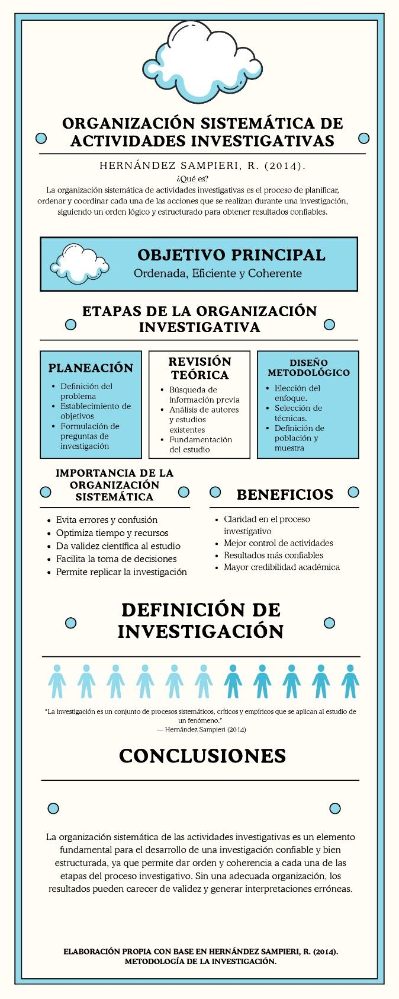 ORGANIZACIÓN SISTEMÁTICA DE
ACTIVIDADES INVESTIGATIVAS
HERNÁNDEZ SAMPIERI, R. (2014).
¿Qué es?
La organización sistemática de actividades investigativas es el proceso de planificar,
ordenar y coordinar cada una de las acciones que se realizan durante una investigación,
siguiendo un orden lógico y estructurado para obtener resultados confiables.
OBJETIVO PRINCIPAL
Ordenada, Eficiente y Coherente
ETAPAS DE LA ORGANIZACIÓN
INVESTIGATIVA
PLANEACIÓN
• Definición del
problema
• Establecimiento de
objetivos
• Formulación de
preguntas de
investigación
REVISIÓN
TEÓRICA
• Búsqueda de
información previa
• Análisis de autores
y estudios
existentes
• Fundamentación
del estudio
DISEÑO
METODOLÓGICO
• Elección del
enfoque.
• Selección de
técnicas.
• Definición de
población y
muestra
IMPORTANCIA DE LA
ORGANIZACIÓN
SISTEMÁTICA
• Evita errores y confusión
• Optimiza tiempo y recursos
• Da validez científica al estudio
• Facilita la toma de decisiones
• Permite replicar la investigación
BENEFICIOS
• Claridad en el proceso
investigativo
• Mejor control de actividades
• Resultados más confiables
• Mayor credibilidad académica
DEFINICIÓN DE
INVESTIGACIÓN
“La investigación es un conjunto de procesos sistemáticos, críticos y empíricos que se aplican al estudio de
un fenómeno.”
— Hernández Sampieri (2014)
CONCLUSIONES
La organización sistemática de las actividades investigativas es un elemento
fundamental para el desarrollo de una investigación confiable y bien
estructurada, ya que permite dar orden y coherencia a cada una de las
etapas del proceso investigativo. Sin una adecuada organización, los
resultados pueden carecer de validez y generar interpretaciones erróneas.
ELABORACIÓN PROPIA CON BASE EN HERNÁNDEZ SAMPIERI, R. (2014).
METODOLOGÍA DE LA INVESTIGACIÓN.